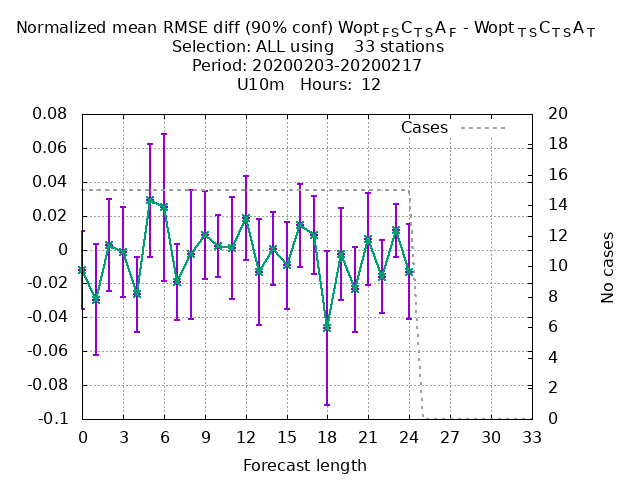 Normalized mean RMSE diff (90% conf) Wopt FS C TS A F - Wopt TS C TS A T
Selection: ALL using 33 stations
Period: 20200203-20200217
U10m Hours: 12
Cases
0.08
0.06
0.04
0.02
0
-0.02
-0.04
-0.06
-0.08
-0.1
20
18
16
14
12
10
8
6
4
2
0
No cases
0 3 6 9 12 15 18 21 24 27 30 33
Forecast length